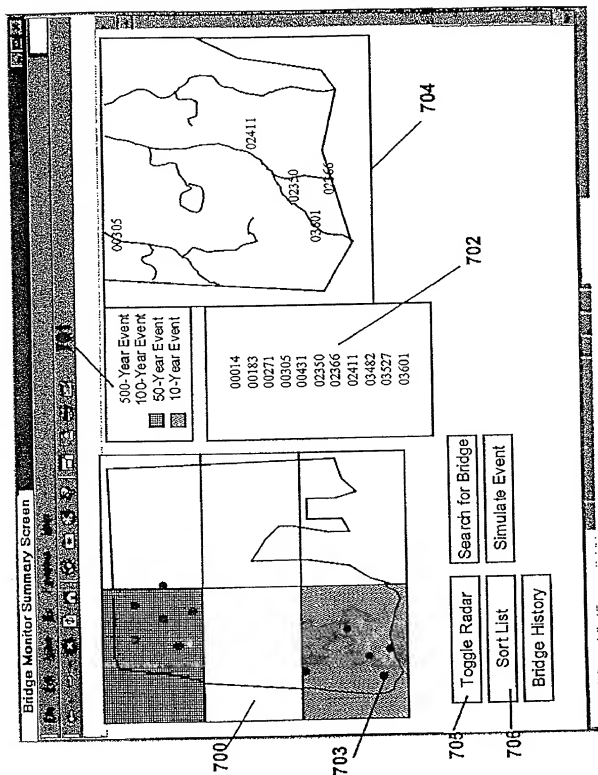 Bridge Monitor Summary Screen
701
500-Year Event
100-Year Event
50-Year Event
10-Year Event
00014
00183
00271
00305
00431
02350
02366
02411
03482
03527
03601
702
00305
02411
02350
02366
03601
704
700
703
705
Toggle Radar
Search for Bridge
706
Sort List
Simulate Event
Bridge History